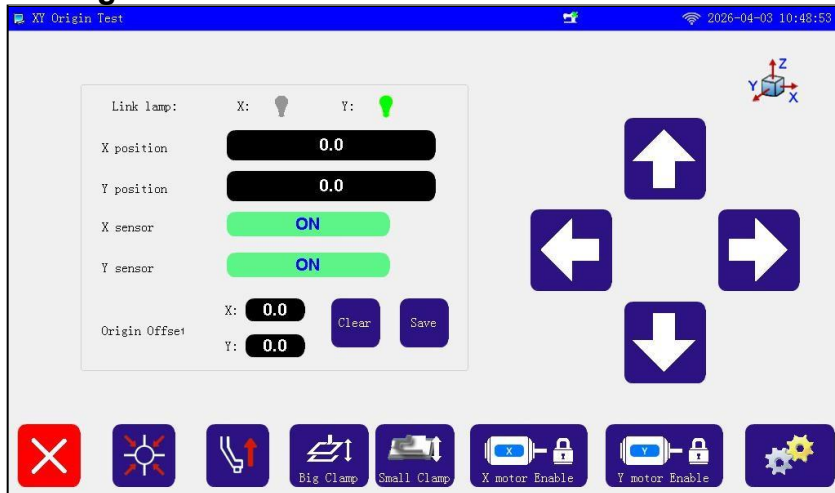 XY Origin Test
2026-04-03 10:48:53
Z
Y
X
Link lamp: X: Y:
X position 0.0
Y position 0.0
X sensor ON
Y sensor ON
Origin Offset
X: 0.0
Y: 0.0
Clear Save
Big Clamp
Small Clamp
X
X motor Enable
Y
Y motor Enable